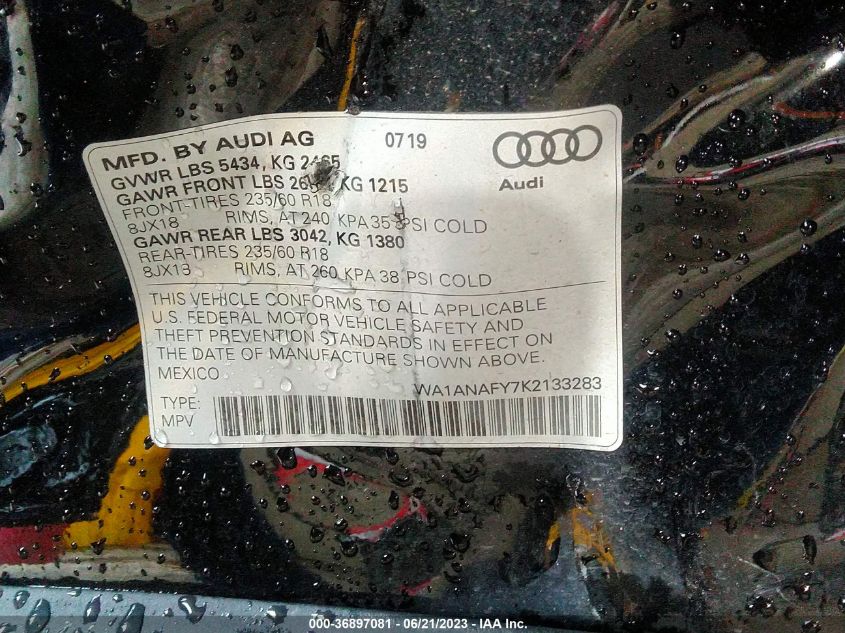 MFD. BY AUDI AG 0719
GVWR LBS 5434, KG
GAWR FRONT LBS KG 1215
FRONT-TIRES 235/60 R18
8JX18 RIMS, AT 240 KPA 35 PSI COLD
GAWR REAR LBS 3042, KG 1380
REAR-TIRES 235/60 R18
RIMS, AT 260 KPA 38 PSI COLD
Audi
THIS VEHICLE CONFORMS TO ALL APPLICABLE
U.S. FEDERAL MOTOR VEHICLE SAFETY AND
THEFT PREVENTION STANDARDS IN EFFECT ON
THE DATE OF MANUFACTURE SHOWN ABOVE.
MEXICO
WA1ANAFY7K2133283
TYPE:
MPV
000-36897081 - 06/21/2023 - IAA Inc.